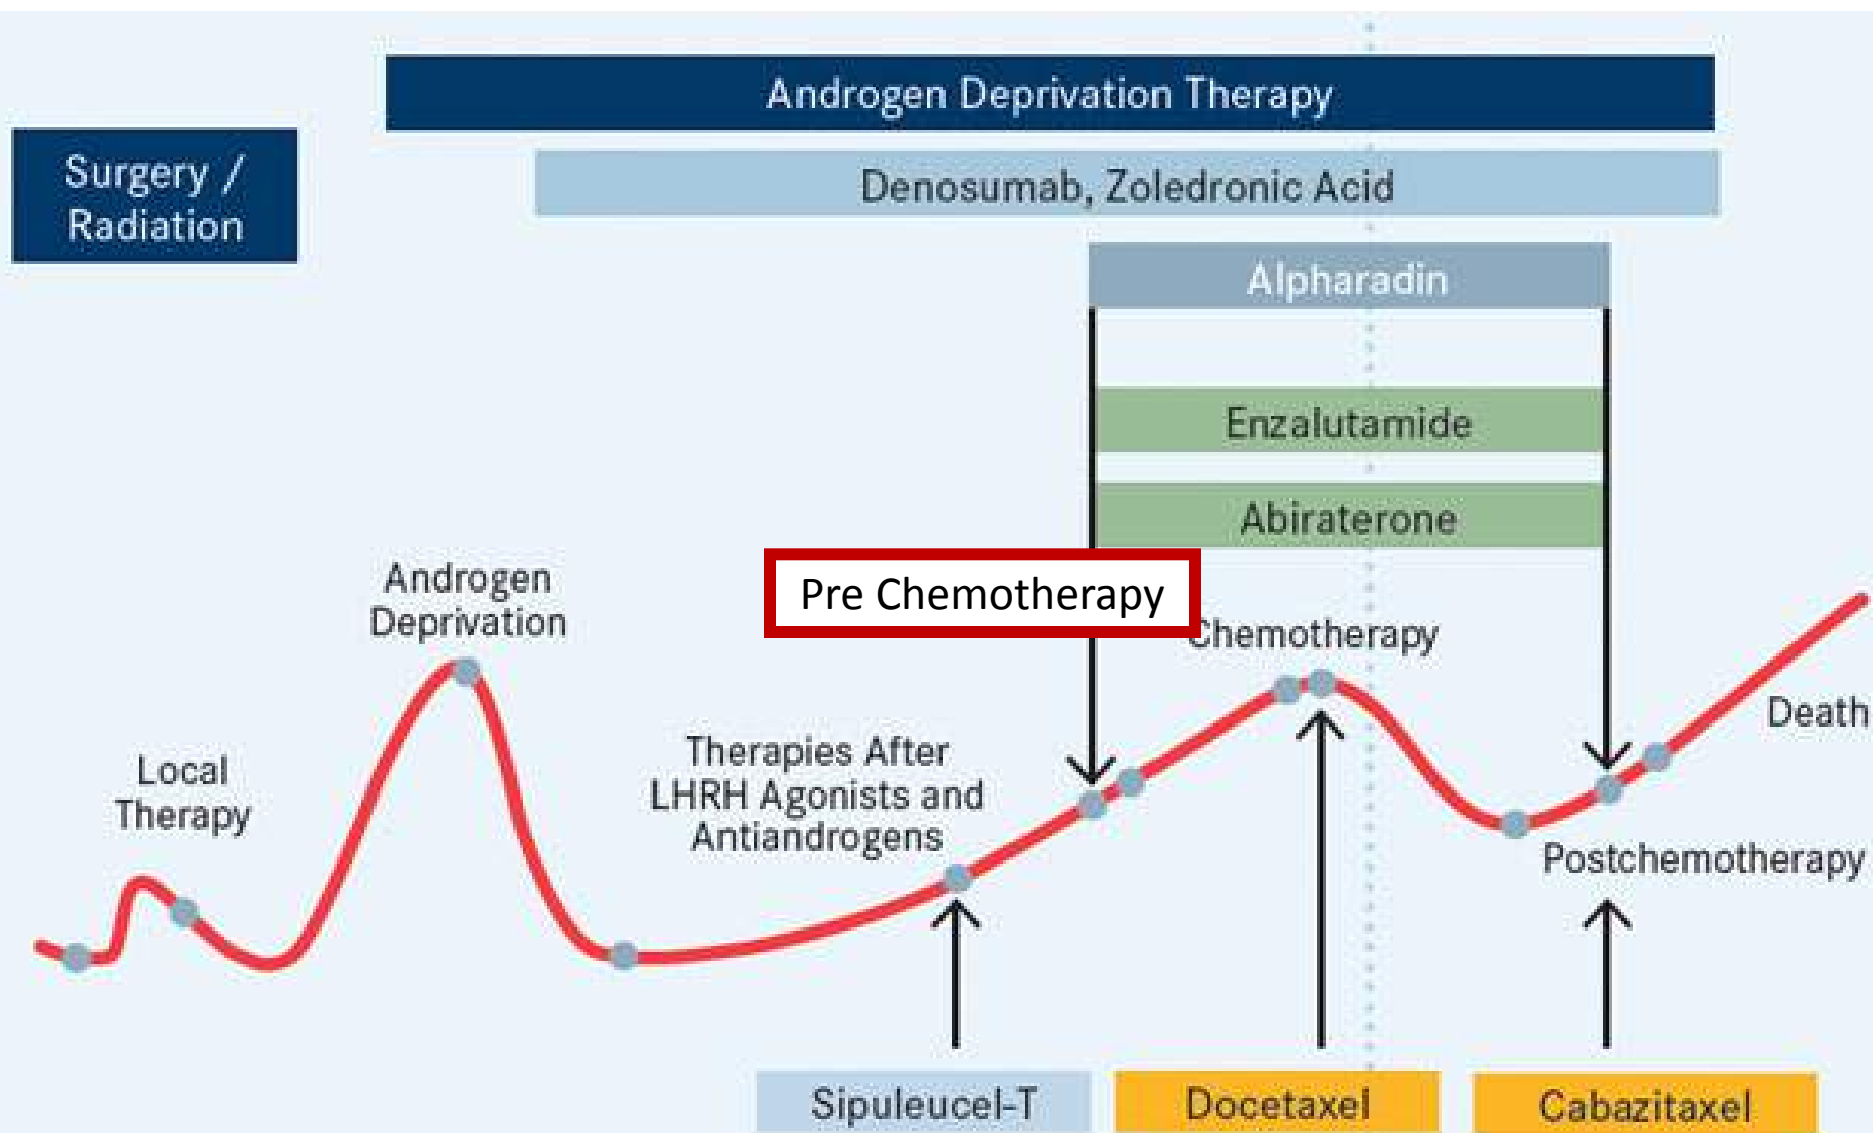 Androgen Deprivation Therapy
Surgery /
Radiation
Denosumab, Zoledronic Acid
Alpharadin
Enzalutamide
Abiraterone
Androgen
Deprivation
Pre Chemotherapy
Chemotherapy
Death
Therapies After
LHRH Agonists and
Antiandrogens
Local
Therapy
Postchemotherapy
Sipuleucel-T
Docetaxel
Cabazitaxel